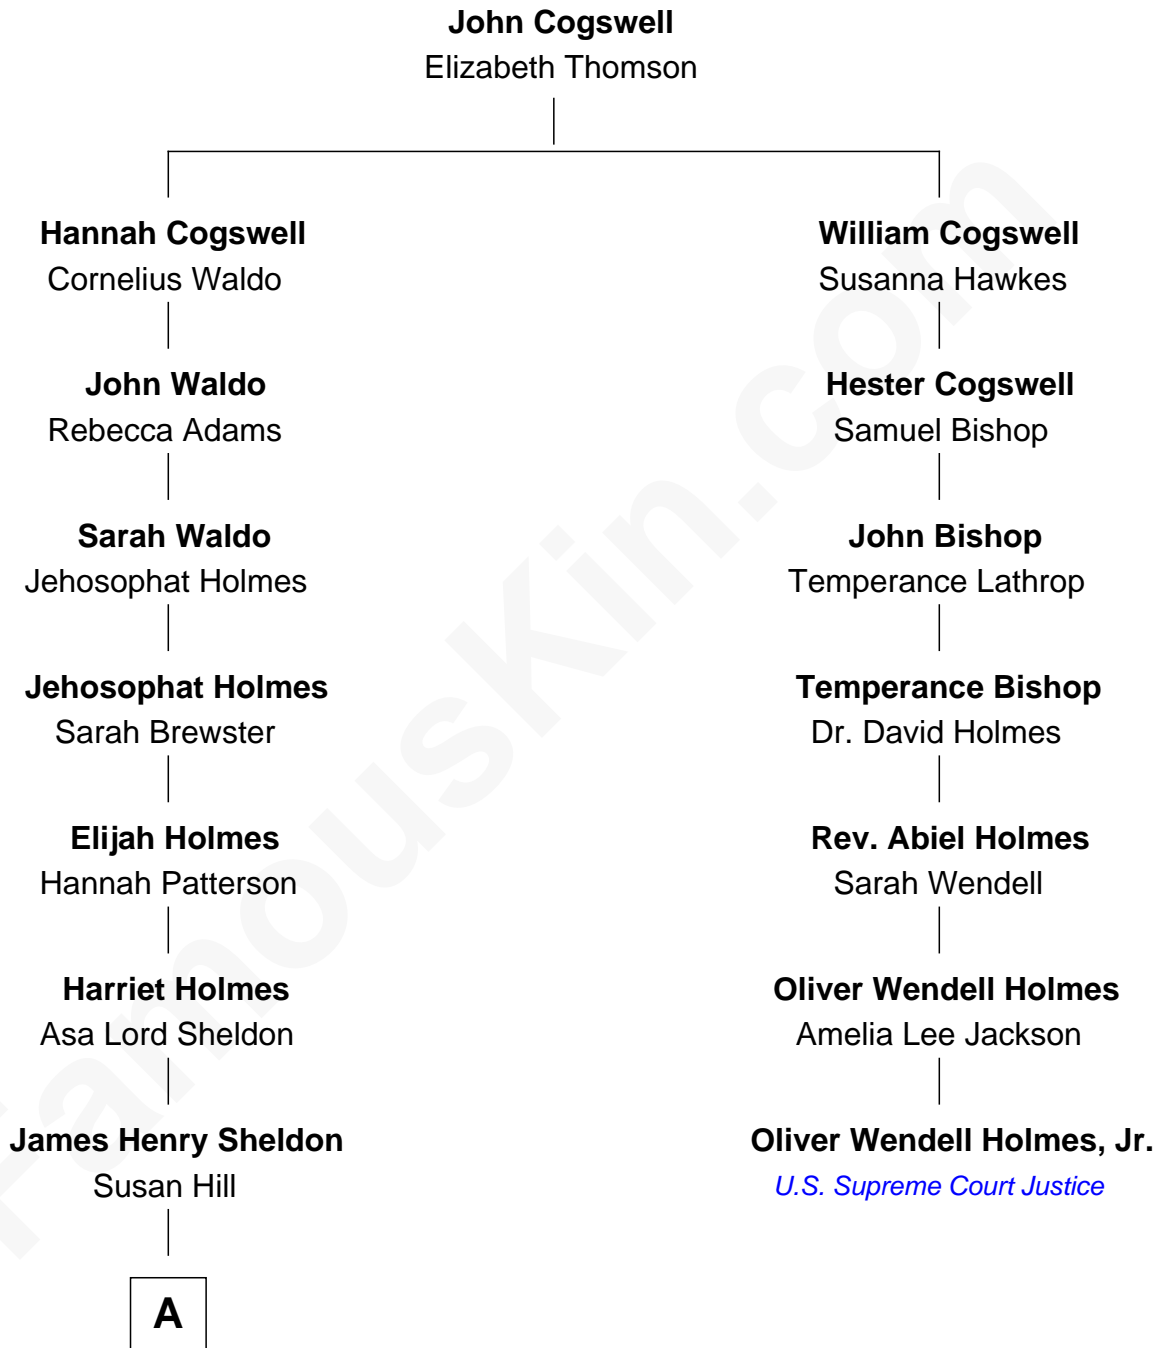 John Cogswell
Elizabeth Thomson
Hannah Cogswell
Cornelius Waldo
John Waldo
Rebecca Adams
Sarah Waldo
Jehosophat Holmes
Jehosophat Holmes
Sarah Brewster
Elijah Holmes
Hannah Patterson
Harriet Holmes
Asa Lord Sheldon
James Henry Sheldon
Susan Hill
A
William Cogswell
Susanna Hawkes
Hester Cogswell
Samuel Bishop
John Bishop
Temperance Lathrop
Temperance Bishop
Dr. David Holmes
Rev. Abiel Holmes
Sarah Wendell
Oliver Wendell Holmes
Amelia Lee Jackson
Oliver Wendell Holmes, Jr.
U.S. Supreme Court Justice
FamousKin.com